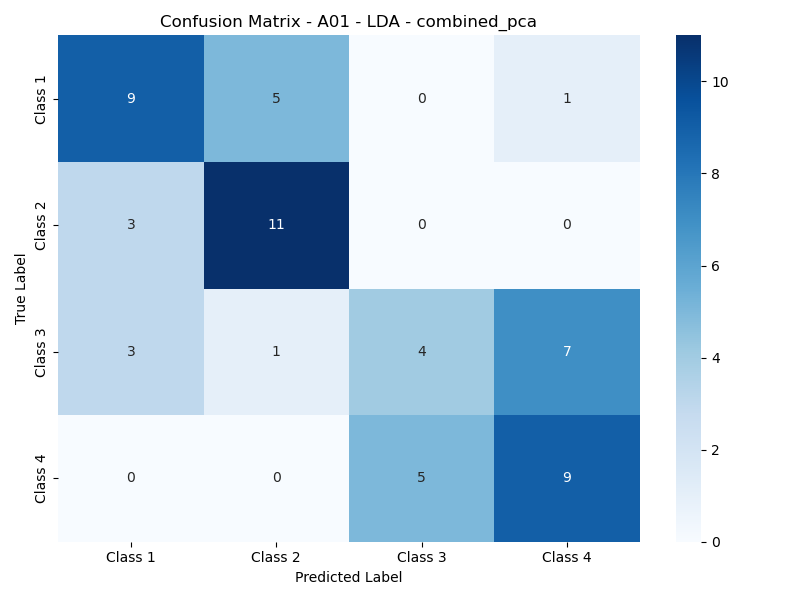 Confusion Matrix - A01 - LDA - combined_pca
True Label
Class 1
9 5 0 1
Class 2
3 11 0 0
Class 3
3 1 4 7
Class 4
0 0 5 9
Class 1 Class 2 Class 3 Class 4
Predicted Label
10
8
6
4
2
0